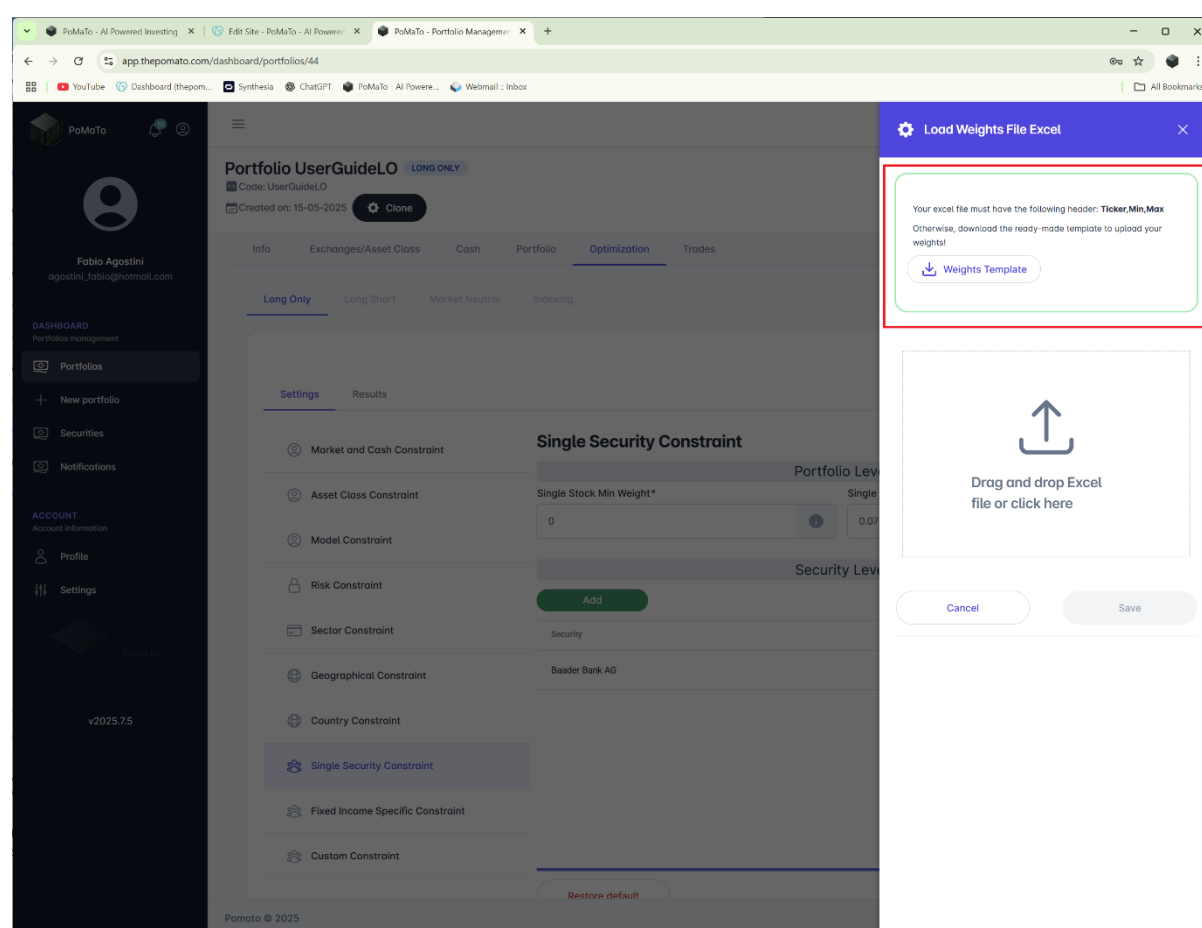 PoMaTo - AI Powered Investing
Edit Site - PoMaTo - AI Powered
PoMaTo - Portfolio Managemen
app.thepomato.com/dashboard/portfolios/44
YouTube
Dashboard (thepom...
Synthesia
ChatGPT
PoMaTo AI Powere...
Webmail :: Inbox
All Bookmarks
PoMaTo
10
Fabio Agostini
agostini_fabio@hotmail.com
DASHBOARD
Portfolios management
Portfolios
New portfolio
Securities
Notifications
ACCOUNT
Account information
Profile
Settings
PoMaTo
v2025.7.5
Portfolio UserGuideLO LONG ONLY
Code: UserGuideLO
Created on: 15-05-2025 Clone
Info Exchanges/Asset Class Cash Portfolio Optimization Trades
Long Only Long Short Market Neutral Indexing
Settings Results
Market and Cash Constraint
Asset Class Constraint
Model Constraint
Risk Constraint
Sector Constraint
Geographical Constraint
Country Constraint
Single Security Constraint
Fixed Income Specific Constraint
Custom Constraint
Single Security Constraint
Portfolio Lev
Single Stock Min Weight* Single
0 0.07
Security Leve
Add
Security
Baader Bank AG
Restore default
Pomato © 2025
Load Weights File Excel
Your excel file must have the following header: Ticker,Min,Max
Otherwise, download the ready-made template to upload your
weights!
Weights Template
Drag and drop Excel
file or click here
Cancel Save